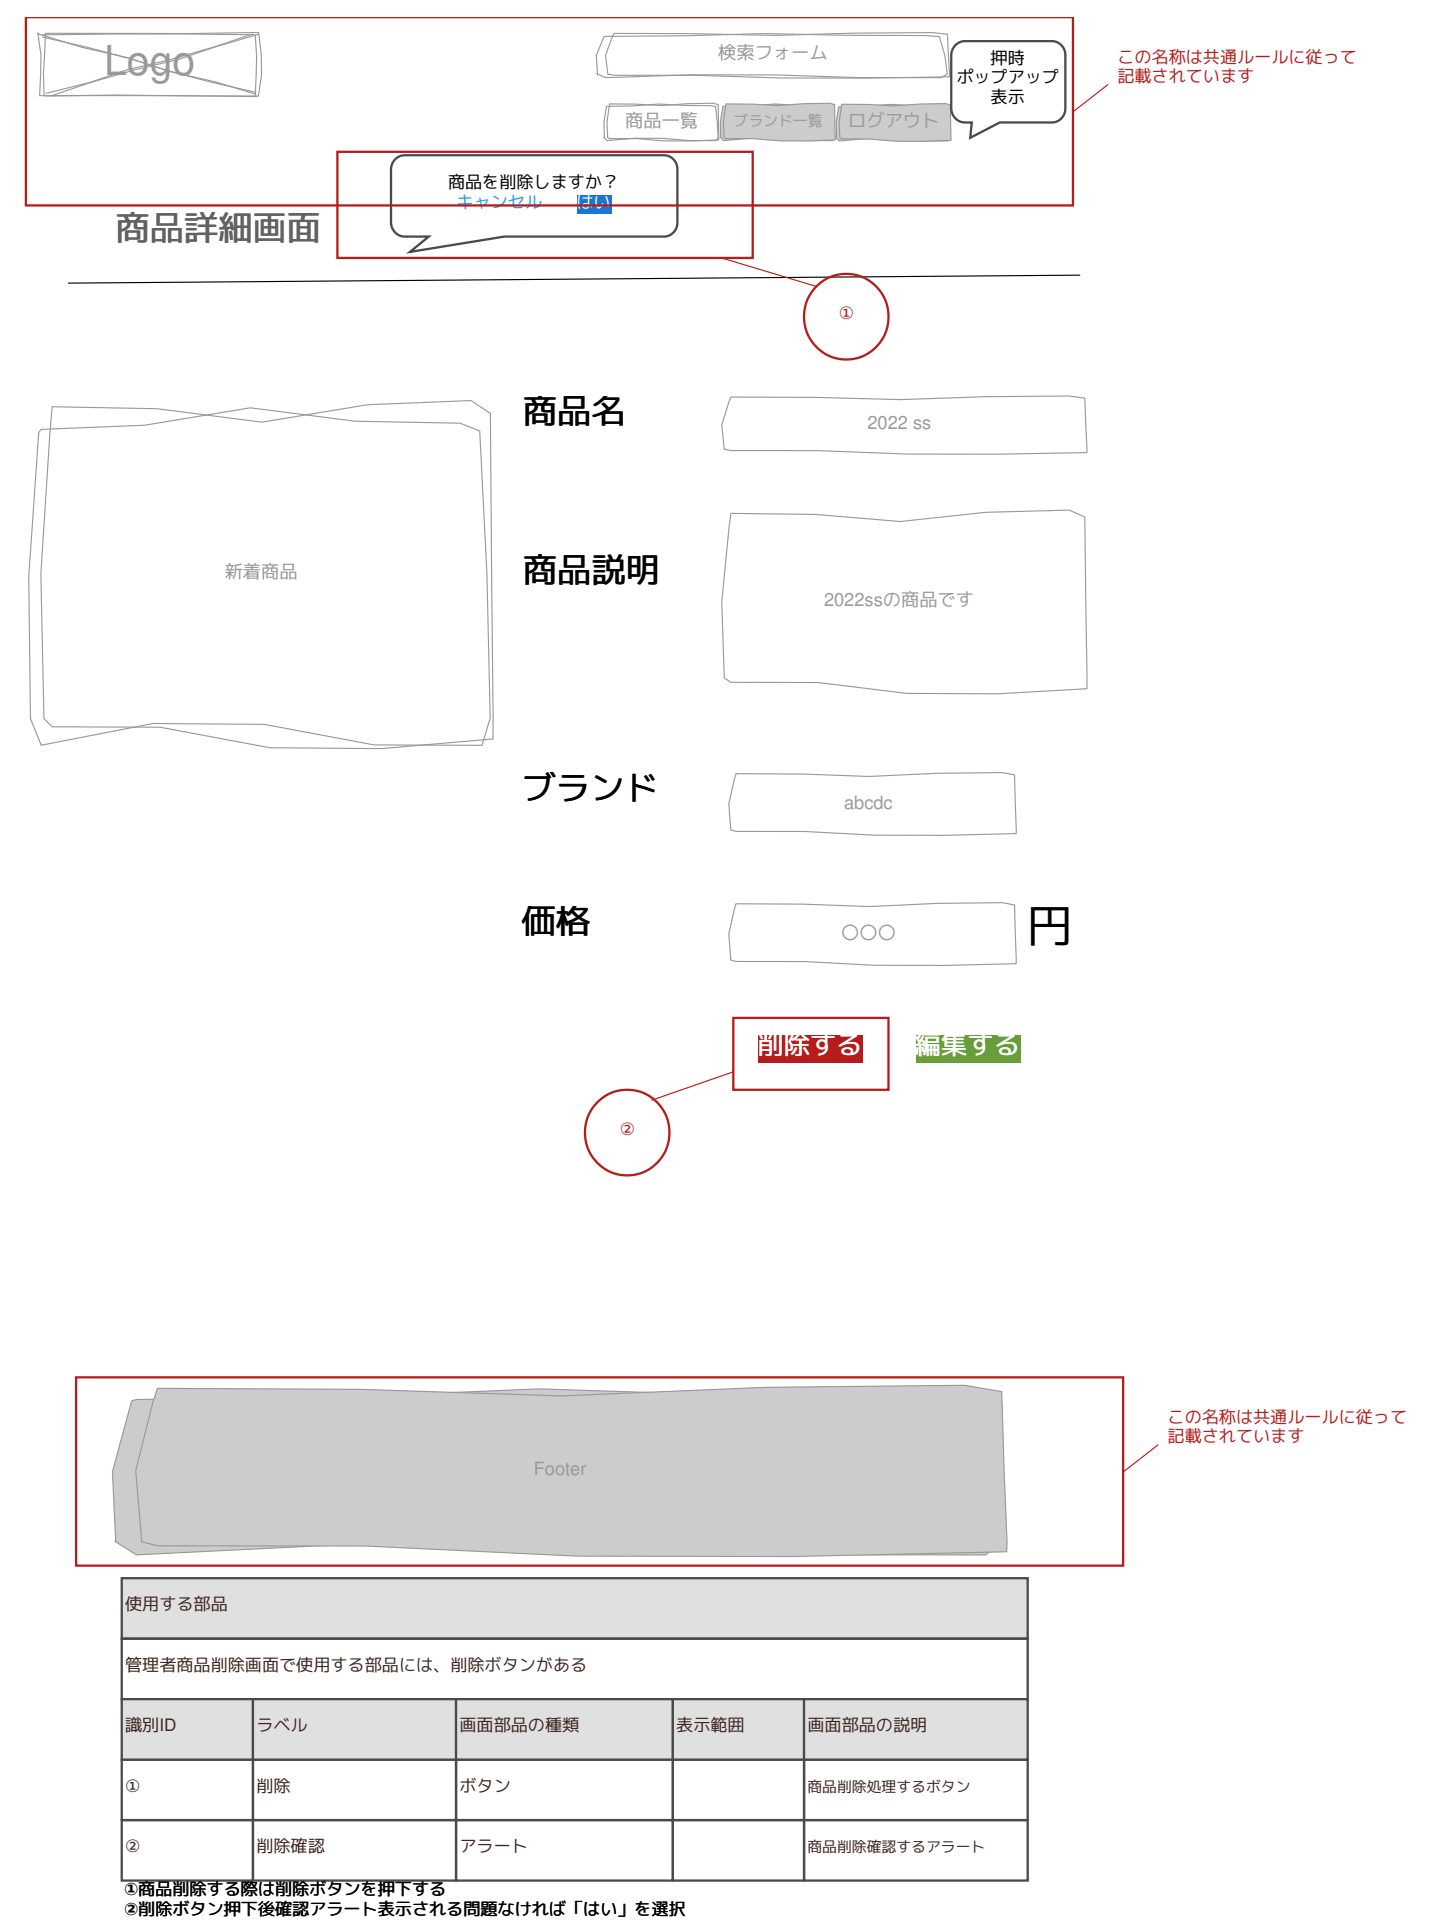 Logo
検索フォーム
押時
ポップアップ
表示
この名称は共通ルールに従って
記載されています
商品一覧
ブランド一覧
ログアウト
商品を削除しますか？
キャンセル はい
商品詳細画面
①
新着商品
商品名
2022 ss
商品説明
2022ssの商品です
ブランド
abcdc
価格
〇〇〇
円
削除する
編集する
②
Footer
この名称は共通ルールに従って
記載されています
使用する部品
管理者商品削除画面で使用する部品には、削除ボタンがある
識別ID ラベル 画面部品の種類 表示範囲 画面部品の説明
① 削除 ボタン 商品削除処理するボタン
② 削除確認 アラート 商品削除確認するアラート
①商品削除する際は削除ボタンを押下する
②削除ボタン押下後確認アラート表示される問題なければ「はい」を選択